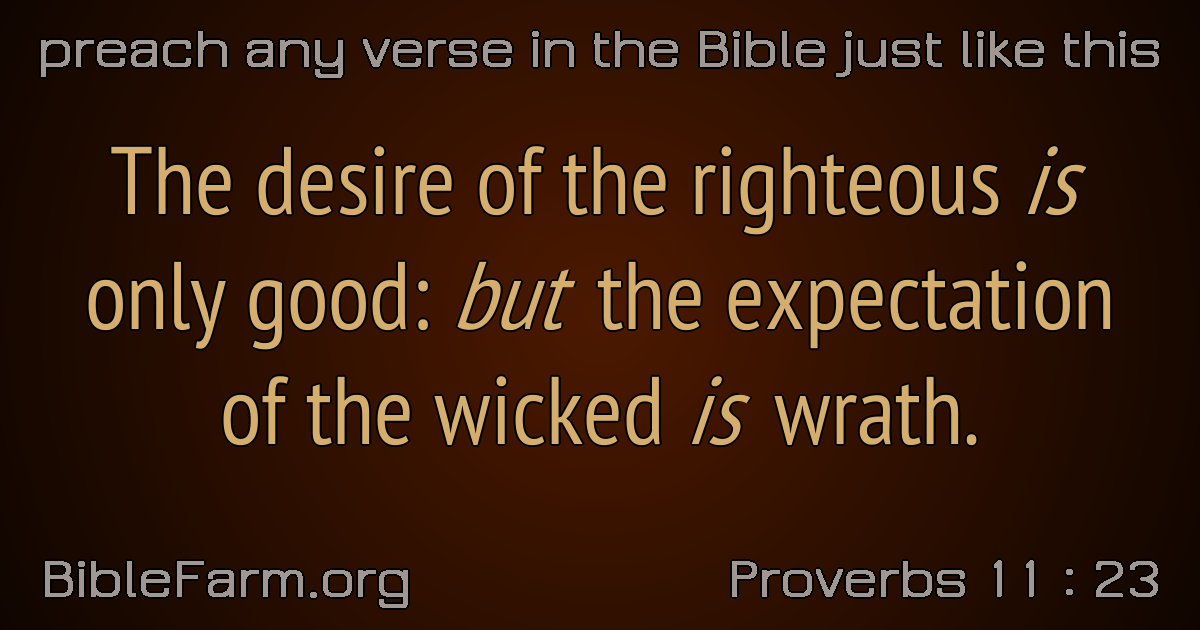 preach any verse in the Bible just like this
The desire of the righteous is
only good: but the expectation
of the wicked is wrath.
BibleFarm.org
Proverbs 11 : 23